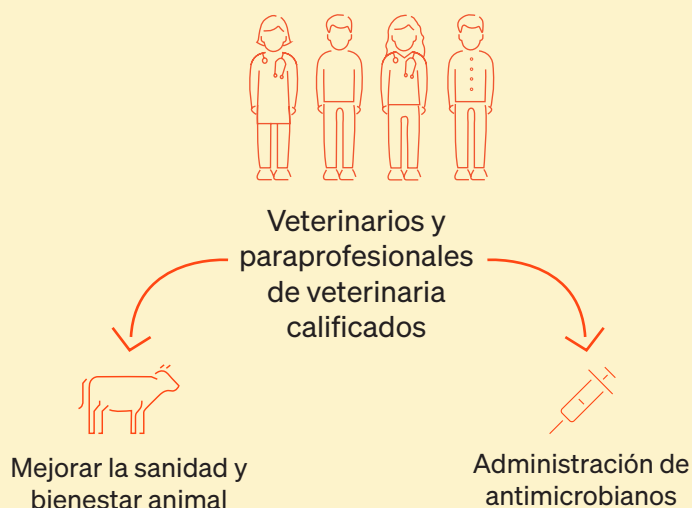 Veterinarios y
paraprofesionales
de veterinaria
calificados
Mejorar la sanidad y
bienestar animal
Administración de
antimicrobianos